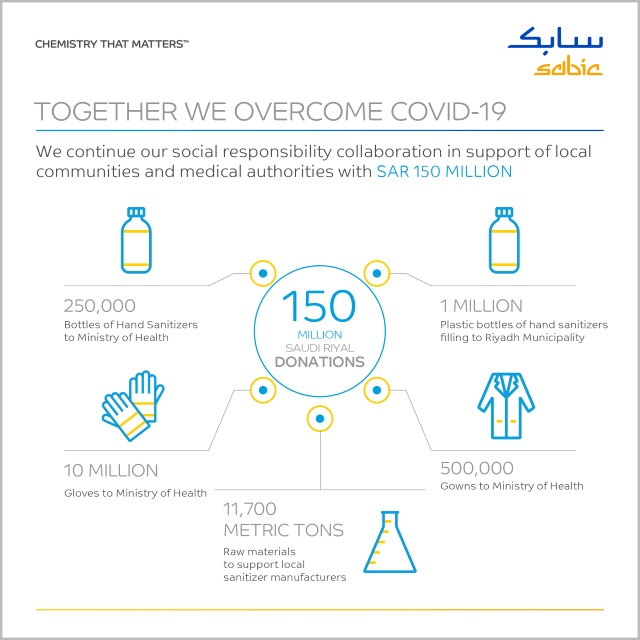 CHEMISTRY THAT MATTERS™
سابك
sabic
TOGETHER WE OVERCOME COVID-19
We continue our social responsibility collaboration in support of local
communities and medical authorities with SAR 150 MILLION
150
MILLION
SAUDI RIYAL
DONATIONS
250,000
Bottles of Hand Sanitizers
to Ministry of Health
1 MILLION
Plastic bottles of hand sanitizers
filling to Riyadh Municipality
10 MILLION
Gloves to Ministry of Health
500,000
Gowns to Ministry of Health
11,700
METRIC TONS
Raw materials
to support local
sanitizer manufacturers